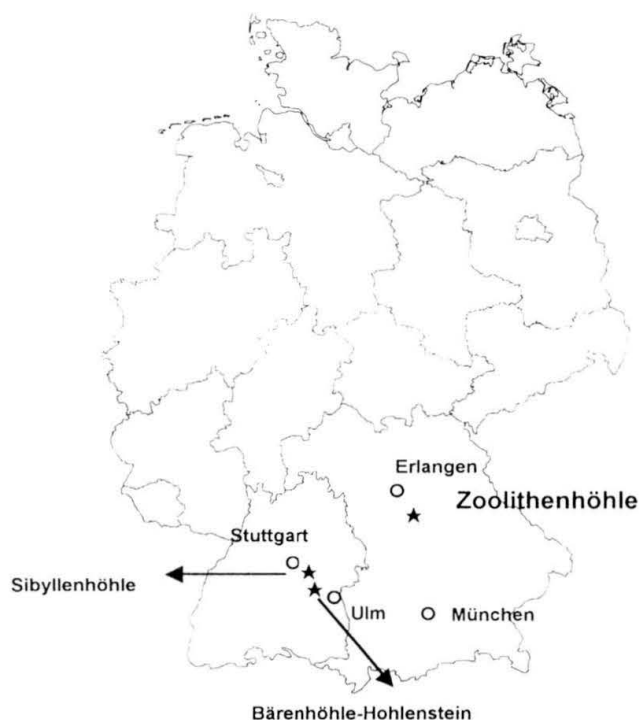 Erlangen
Zoolithenhöhle
Stuttgart
Sibyllenhöhle
Ulm
München
Bärenhöhle-Hohlenstein